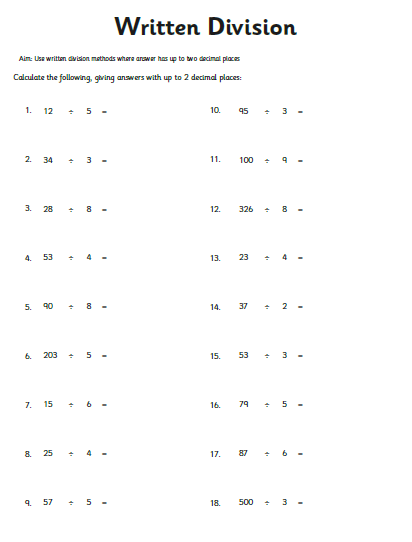 Written Division
Aim: Use written division methods where answer has up to two decimal places
Calculate the following, giving answers with up to 2 decimal places:
1. 12 ÷ 5 =
2. 34 ÷ 3 =
3. 28 ÷ 8 =
4. 53 ÷ 4 =
5. 90 ÷ 8 =
6. 203 ÷ 5 =
7. 15 ÷ 6 =
8. 25 ÷ 4 =
9. 57 ÷ 5 =
10. 95 ÷ 3 =
11. 100 ÷ 9 =
12. 326 ÷ 8 =
13. 23 ÷ 4 =
14. 37 ÷ 2 =
15. 53 ÷ 3 =
16. 79 ÷ 5 =
17. 87 ÷ 6 =
18. 500 ÷ 3 =